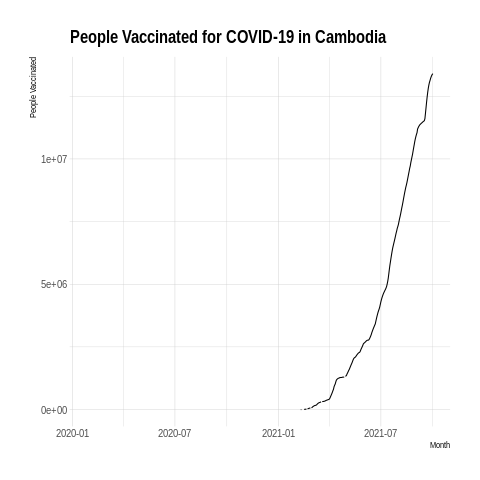 People Vaccinated for COVID-19 in Cambodia
People Vaccinated
1e+07
5e+06
0e+00
2020-01 2020-07 2021-01 2021-07
Month